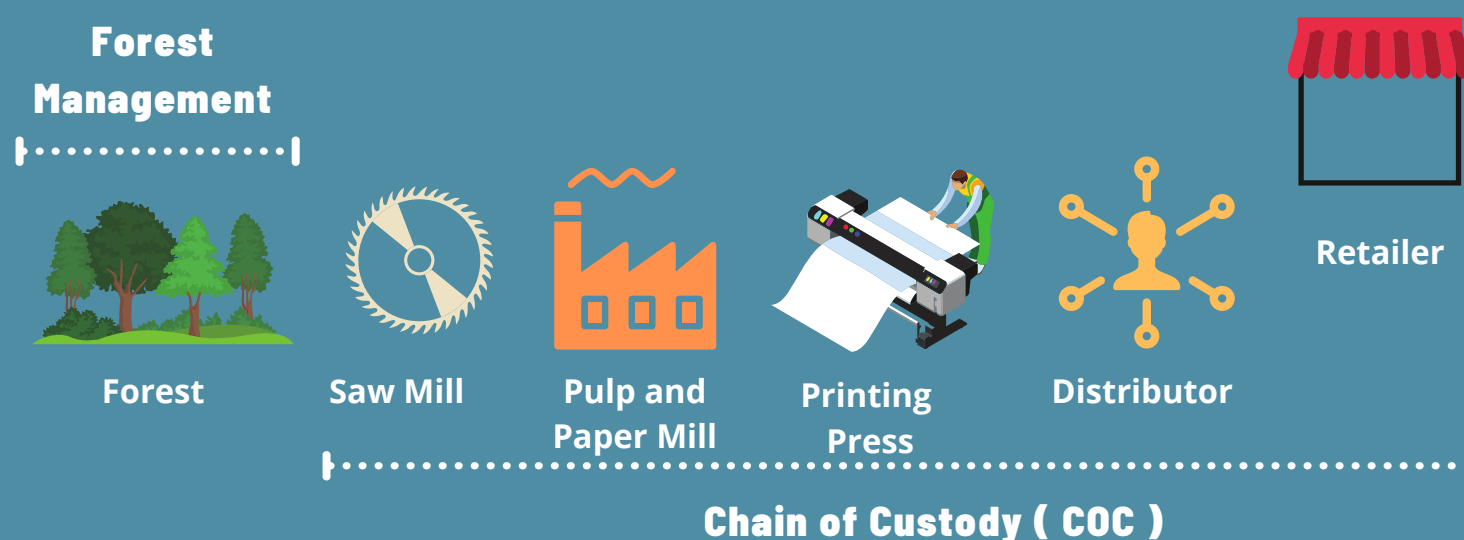 Forest
Management
Forest
Saw Mill
Pulp and
Paper Mill
Printing
Press
Distributor
Retailer
Chain of Custody ( COC )